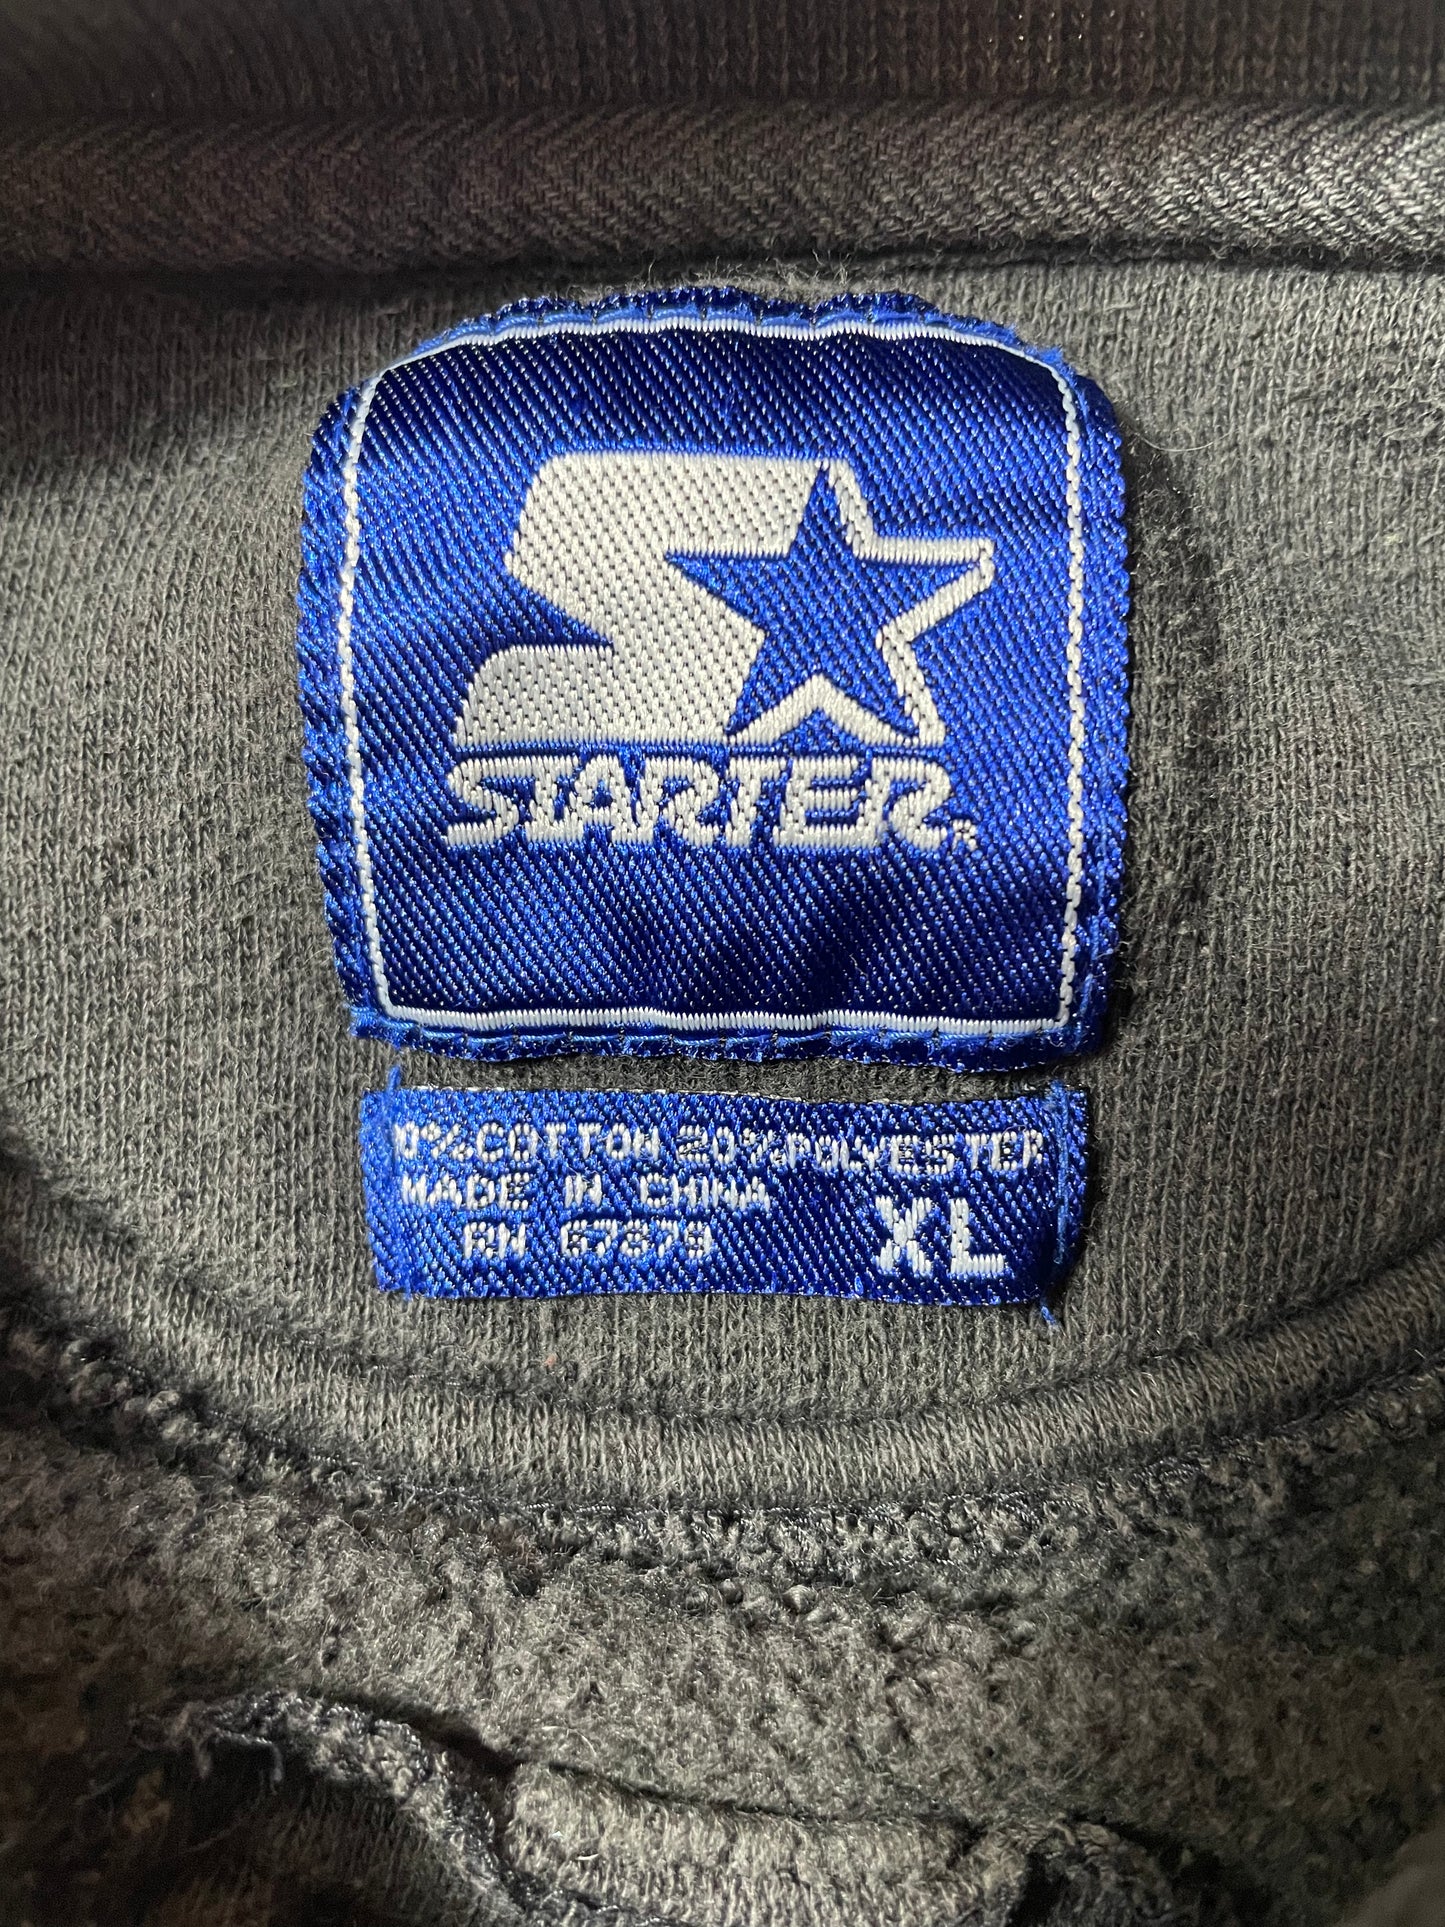 STARTER®
0% COTTON 20% POLYESTER
MADE IN CHINA
RN 67879
XL